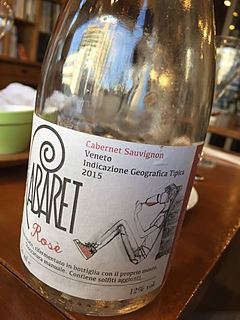 Cabernet Sauvignon
Veneto
Indicazione Geografica Tipica
2015
CABARET
Rosè
rifermentato in bottiglia con il proprio mosto
manuale. Contiene solfiti aggiunti
12% vol